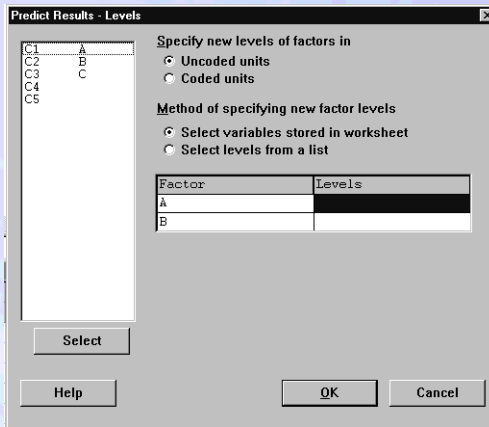 Predict Results - Levels
C1 A
C2 B
C3 C
C4
C5
Specify new levels of factors in
Uncoded units
Coded units
Method of specifying new factor levels
Select variables stored in worksheet
Select levels from a list
Factor Levels
A
B
Select
Help OK Cancel